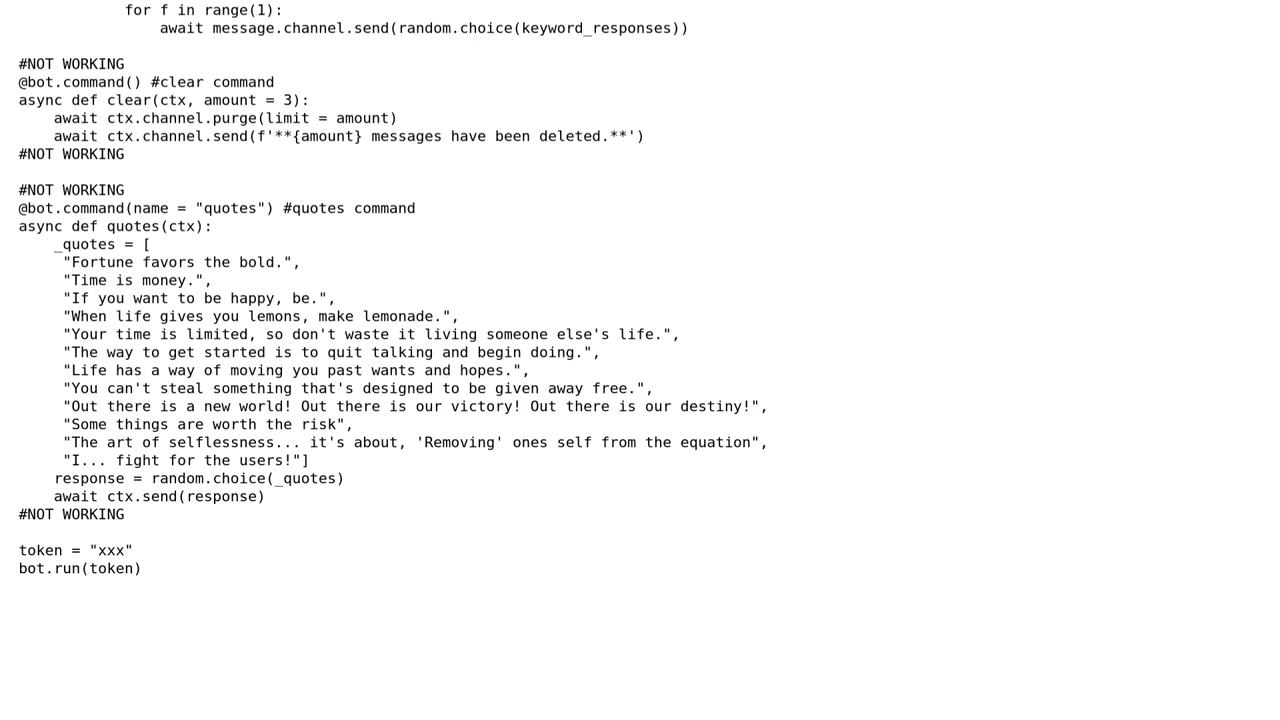 for f in range(1):
await message.channel.send(random.choice(keyword_responses))
#NOT WORKING
@bot.command() #clear command
async def clear(ctx, amount = 3):
await ctx.channel.purge(limit = amount)
await ctx.channel.send(f'**{amount} messages have been deleted.**')
#NOT WORKING
#NOT WORKING
@bot.command(name = "quotes") #quotes command
async def quotes(ctx):
_quotes = [
"Fortune favors the bold.",
"Time is money.",
"If you want to be happy, be.",
"When life gives you lemons, make lemonade.",
"Your time is limited, so don't waste it living someone else's life.",
"The way to get started is to quit talking and begin doing.",
"Life has a way of moving you past wants and hopes.",
"You can't steal something that's designed to be given away free.",
"Out there is a new world! Out there is our victory! Out there is our destiny!",
"Some things are worth the risk",
"The art of selflessness... it's about, 'Removing' ones self from the equation",
"I... fight for the users!"]
response = random.choice(_quotes)
await ctx.send(response)
#NOT WORKING
token = "xxx"
bot.run(token)